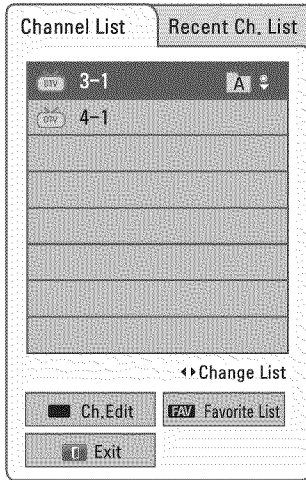 Channel List Recent Ch. List
DTV 3-1 A
DTV 4-1
Change List
Ch.Edit FAV Favorite List
Exit